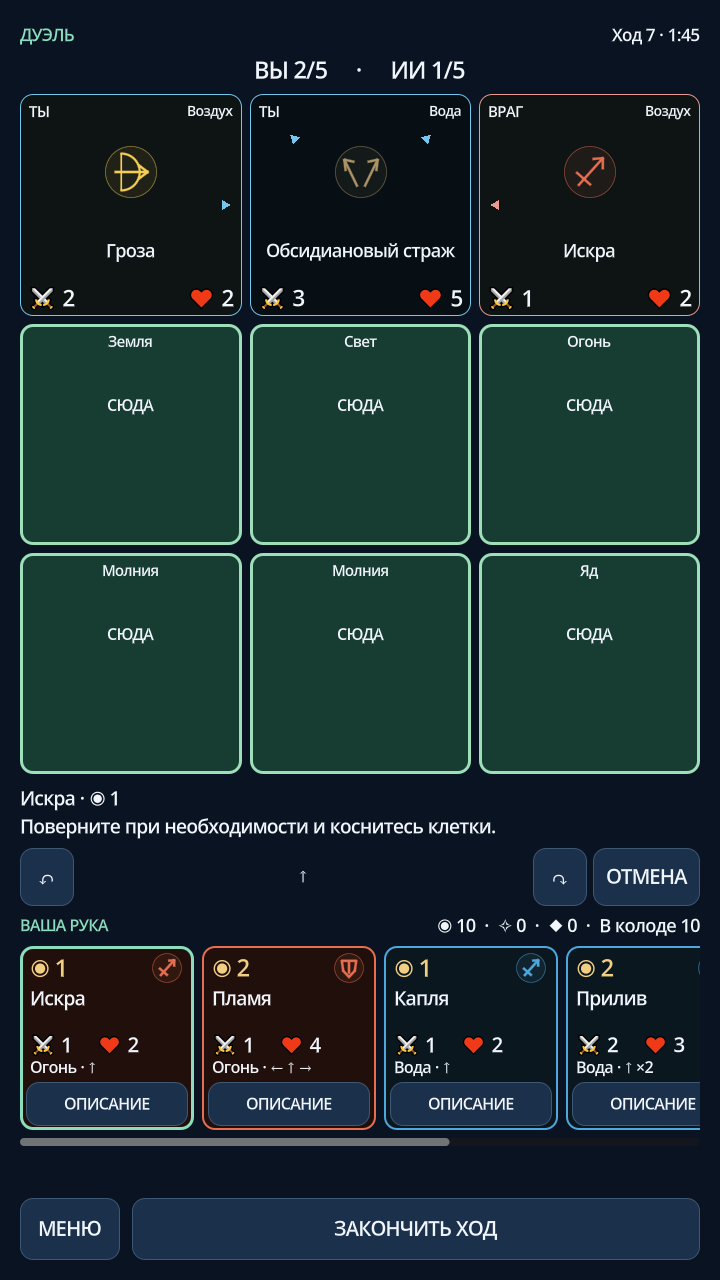 ДУЭЛЬ
Ход 7 · 1:45
ВЫ 2/5 · ИИ 1/5
ТЫ Воздух
Гроза
2 2
ТЫ Вода
Обсидиановый страж
3 5
ВРАГ Воздух
Искра
1 2
Земля
СЮДА
Свет
СЮДА
Огонь
СЮДА
Молния
СЮДА
Молния
СЮДА
Яд
СЮДА
Искра · ◉ 1
Поверните при необходимости и коснитесь клетки.
↶ ↑ ↷ ОТМЕНА
ВАША РУКА
◉ 10 · ✧ 0 · ◆ 0 · В колоде 10
◉ 1
Искра
1 2
Огонь · ↑
ОПИСАНИЕ
◉ 2
Пламя
1 4
Огонь · ← ↑ →
ОПИСАНИЕ
◉ 1
Капля
1 2
Вода · ↑
ОПИСАНИЕ
◉ 2
Прилив
2 3
Вода · ↑ ×2
ОПИСАНИЕ
МЕНЮ
ЗАКОНЧИТЬ ХОД